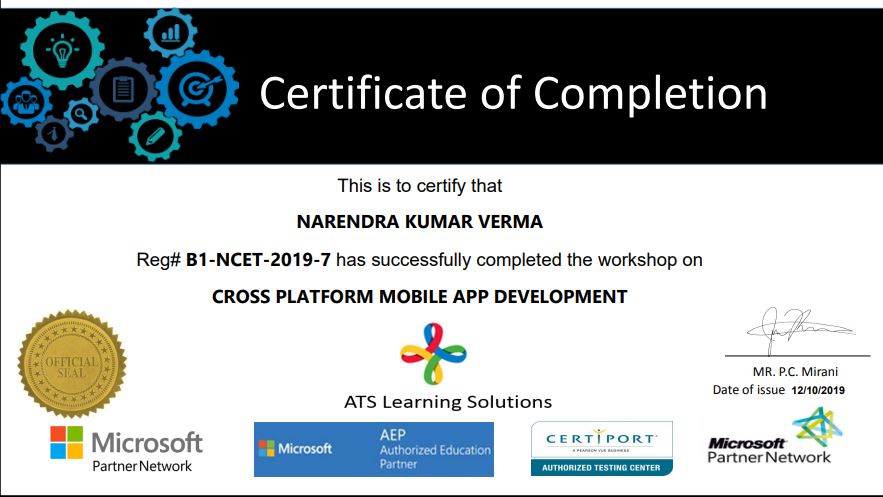 Certificate of Completion
This is to certify that
NARENDRA KUMAR VERMA
Reg# B1-NCET-2019-7 has successfully completed the workshop on
CROSS PLATFORM MOBILE APP DEVELOPMENT
OFFICIAL
SEAL
MR. P.C. Mirani
Date of issue 12/10/2019
ATS Learning Solutions
Microsoft
Partner Network
Microsoft
AEP
Authorized Education
Partner
CERTIPORT
A PEARSON VUE BUSINESS
AUTHORIZED TESTING CENTER
Microsoft
Partner Network